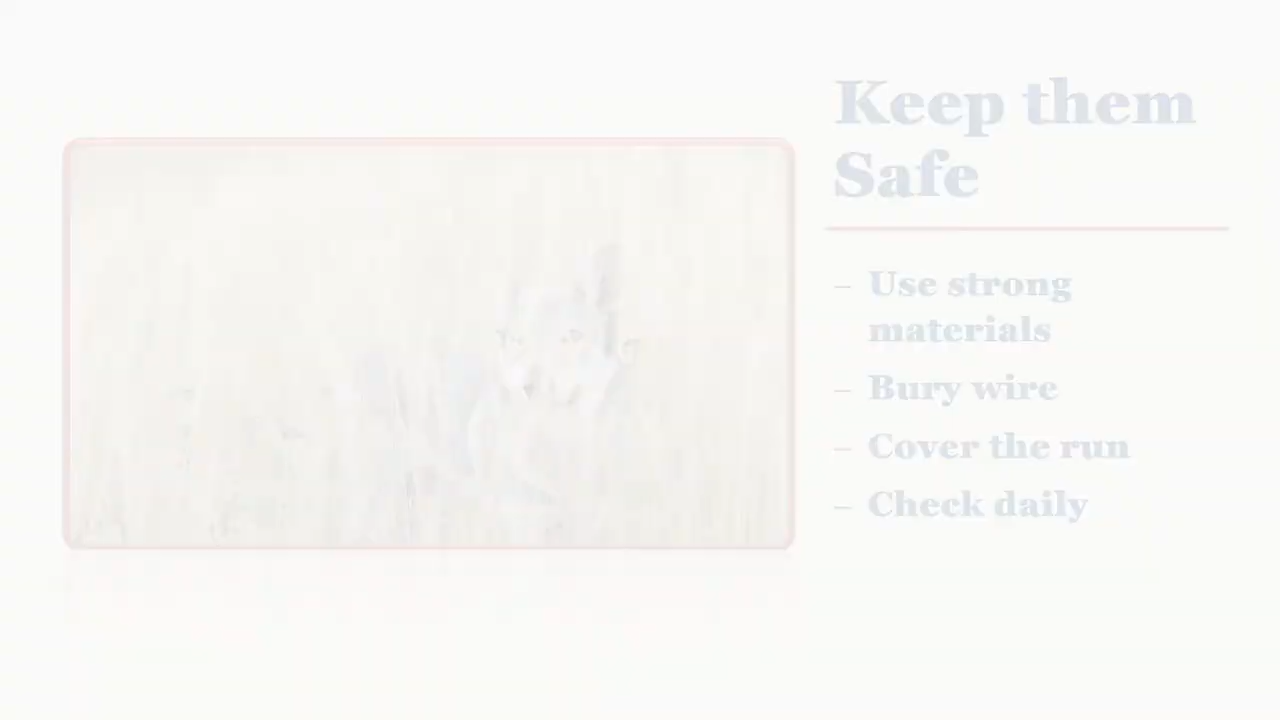 Keep them
Safe
– Use strong
materials
– Bury wire
– Cover the run
– Check daily